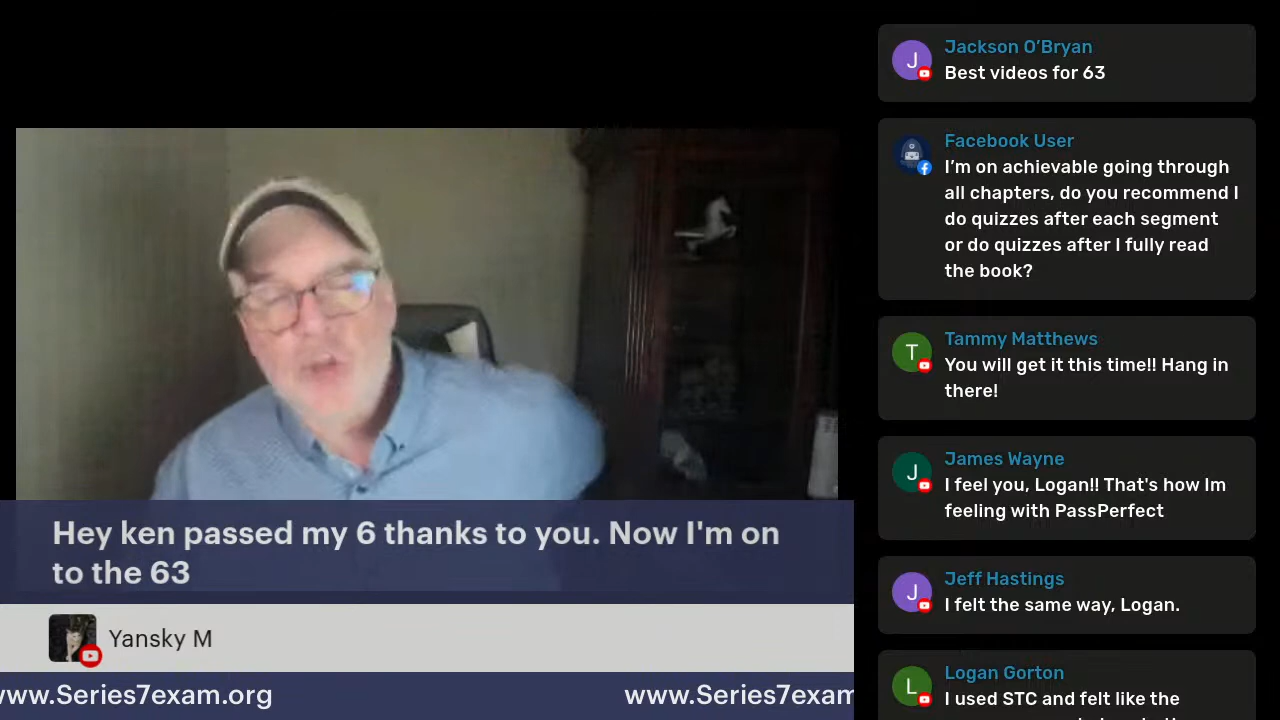 Hey ken passed my 6 thanks to you. Now I'm on
to the 63
Yansky M
www.Series7exam.org
www.Series7exam
J
Jackson O’Bryan
Best videos for 63
Facebook User
I’m on achievable going through
all chapters, do you recommend I
do quizzes after each segment
or do quizzes after I fully read
the book?
T
Tammy Matthews
You will get it this time!! Hang in
there!
J
James Wayne
I feel you, Logan!! That's how Im
feeling with PassPerfect
J
Jeff Hastings
I felt the same way, Logan.
L
Logan Gorton
I used STC and felt like the